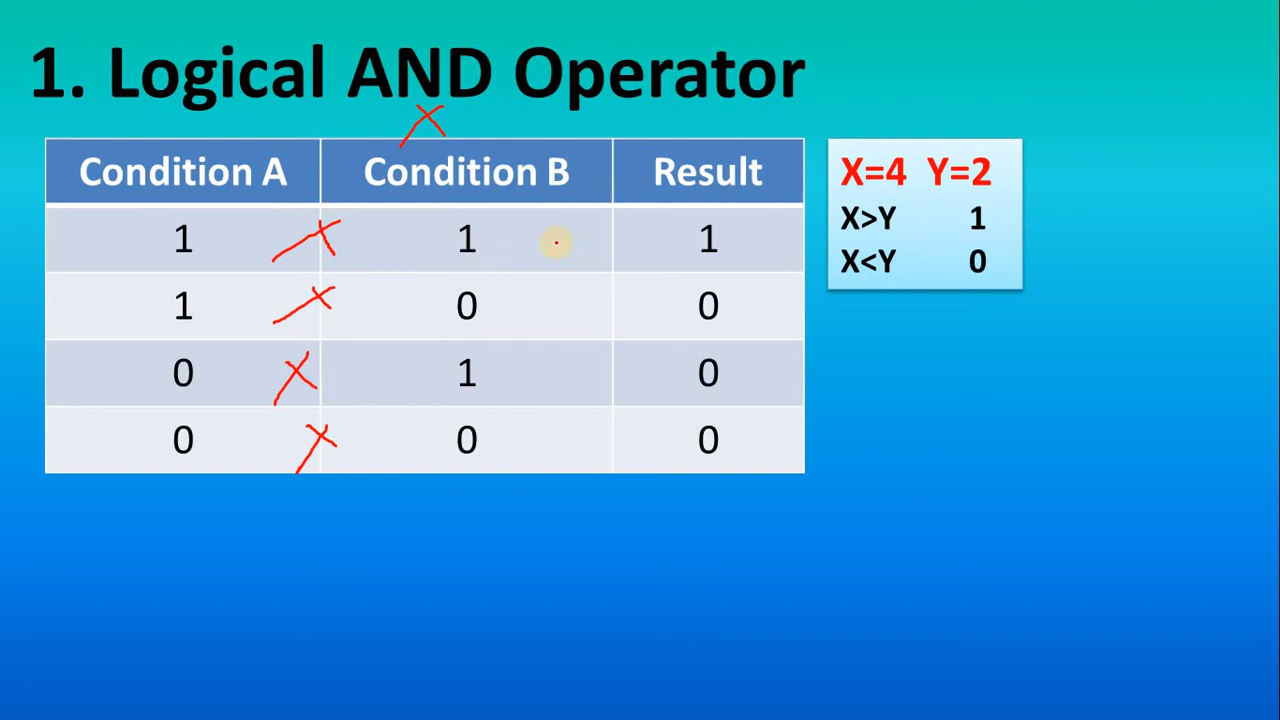 1. Logical AND Operator
×
Condition A Condition B Result
1 × 1 1
1 × 0 0
0 × 1 0
0 × 0 0
X=4 Y=2
X>Y 1
X<Y 0